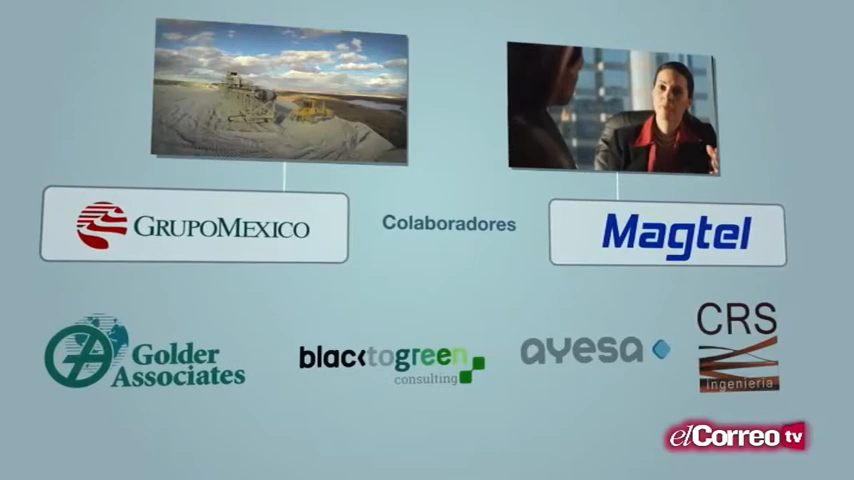 GRUPOMEXICO
Colaboradores
Magtel
Golder
Associates
blacktogreen
consulting
ayesa
CRS
Ingeniería
elCorreo tv